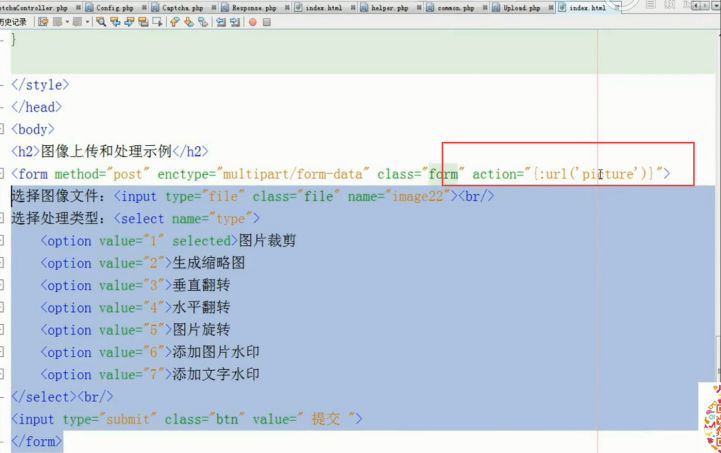 tchaController.php Config.php Captcha.php Response.php index.html helper.php common.php Upload.php index.html
历史记录
}
</style>
</head>
<body>
<h2>图像上传和处理示例</h2>
<form method="post" enctype="multipart/form-data" class="form" action="{:url('picture')}">
选择图像文件：<input type="file" class="file" name="image22"><br/>
选择处理类型：<select name="type">
<option value="1" selected>图片裁剪
<option value="2">生成缩略图
<option value="3">垂直翻转
<option value="4">水平翻转
<option value="5">图片旋转
<option value="6">添加图片水印
<option value="7">添加文字水印
</select><br/>
<input type="submit" class="btn" value=" 提交 ">
</form>